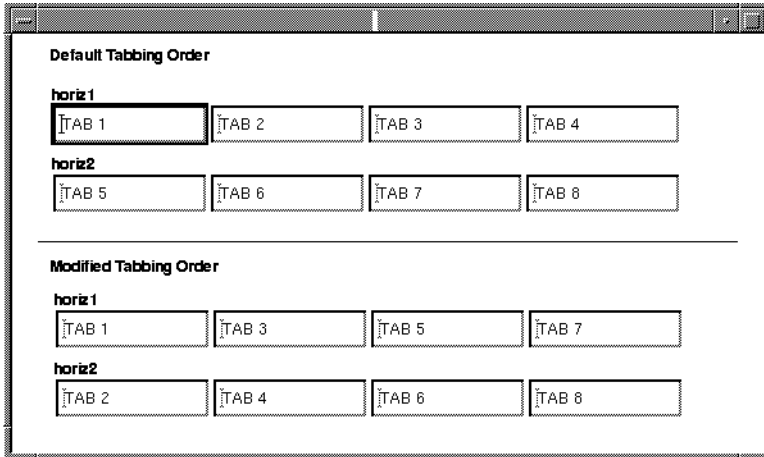 Default Tabbing Order
horiz1
TAB 1 TAB 2 TAB 3 TAB 4
horiz2
TAB 5 TAB 6 TAB 7 TAB 8
Modified Tabbing Order
horiz1
TAB 1 TAB 3 TAB 5 TAB 7
horiz2
TAB 2 TAB 4 TAB 6 TAB 8